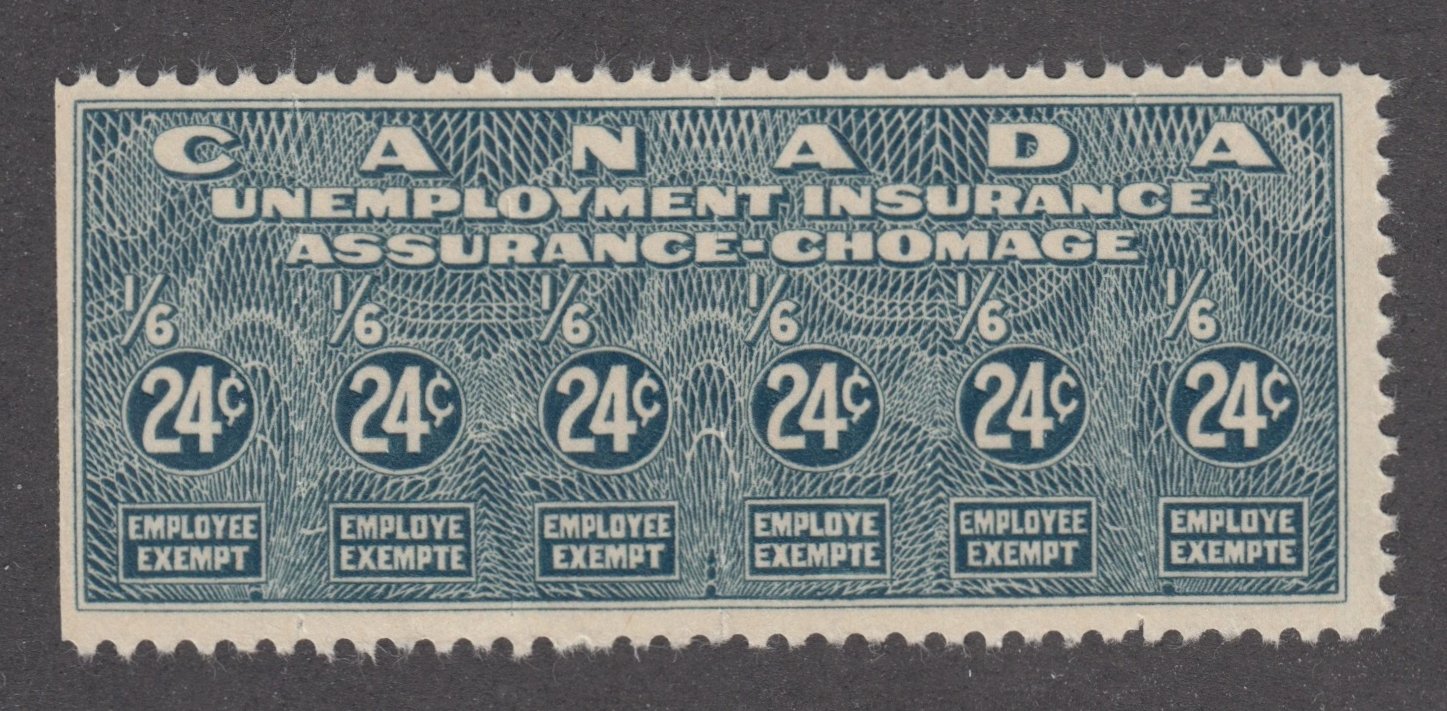 CANADA
UNEMPLOYMENT INSURANCE
ASSURANCE-CHOMAGE
1/6 1/6 1/6 1/6 1/6 1/6
24¢ 24¢ 24¢ 24¢ 24¢ 24¢
EMPLOYEE EMPLOYE EMPLOYEE EMPLOYE EMPLOYEE EMPLOYE
EXEMPT EXEMPTE EXEMPT EXEMPTE EXEMPT EXEMPTE